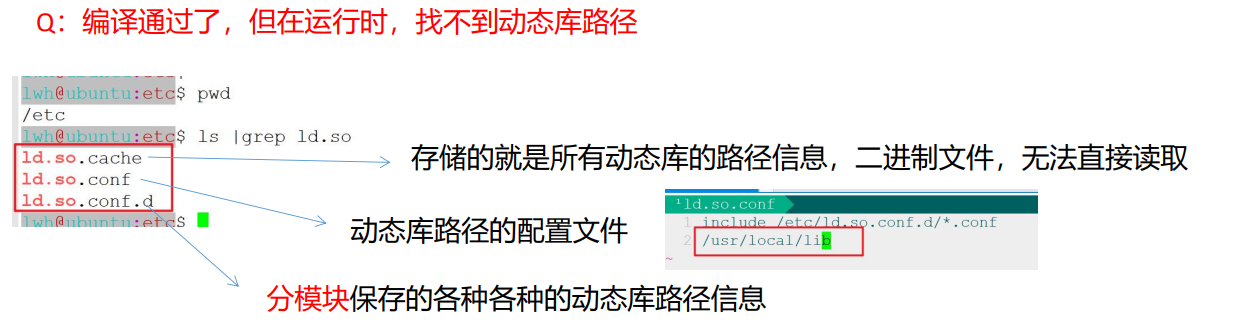 Q：编译通过了，但在运行时，找不到动态库路径
lwh@ubuntu:etc$ pwd
/etc
lwh@ubuntu:etc$ ls |grep ld.so
ld.so.cache
ld.so.conf
ld.so.conf.d
lwh@ubuntu:etc$
存储的就是所有动态库的路径信息，二进制文件，无法直接读取
动态库路径的配置文件
ld.so.conf
1 include /etc/ld.so.conf.d/*.conf
2 /usr/local/lib
~
分模块保存的各种各种的动态库路径信息